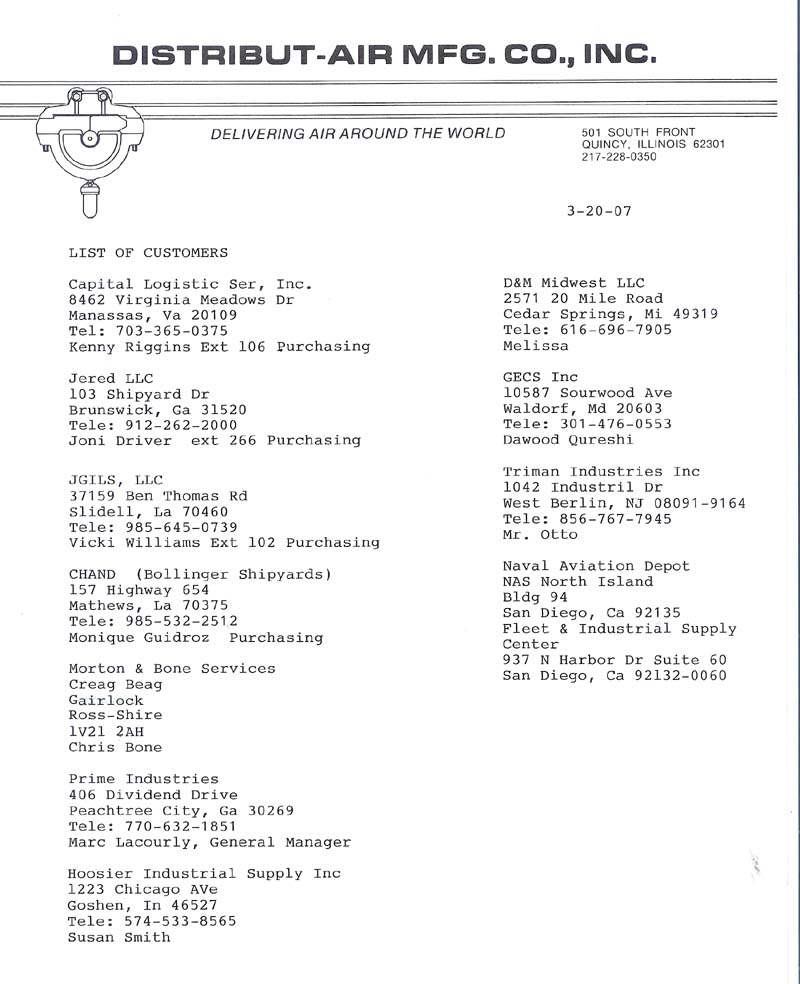 DISTRIBUT-AIR MFG. CO., INC.
DELIVERING AIR AROUND THE WORLD
501 SOUTH FRONT
QUINCY, ILLINOIS 62301
217-228-0350
3-20-07
LIST OF CUSTOMERS
Capital Logistic Ser, Inc.
8462 Virginia Meadows Dr
Manassas, Va 20109
Tel: 703-365-0375
Kenny Riggins Ext 106 Purchasing
Jered LLC
103 Shipyard Dr
Brunswick, Ga 31520
Tele: 912-262-2000
Joni Driver  ext 266 Purchasing
JGILS, LLC
37159 Ben Thomas Rd
Slidell, La 70460
Tele: 985-645-0739
Vicki Williams Ext 102 Purchasing
CHAND  (Bollinger Shipyards)
157 Highway 654
Mathews, La 70375
Tele: 985-532-2512
Monique Guidroz  Purchasing
Morton & Bone Services
Creag Beag
Gairlock
Ross-Shire
1V21 2AH
Chris Bone
Prime Industries
406 Dividend Drive
Peachtree City, Ga 30269
Tele: 770-632-1851
Marc Lacourly, General Manager
Hoosier Industrial Supply Inc
1223 Chicago AVe
Goshen, In 46527
Tele: 574-533-8565
Susan Smith
D&M Midwest LLC
2571 20 Mile Road
Cedar Springs, Mi 49319
Tele: 616-696-7905
Melissa
GECS Inc
10587 Sourwood Ave
Waldorf, Md 20603
Tele: 301-476-0553
Dawood Qureshi
Triman Industries Inc
1042 Industril Dr
West Berlin, NJ 08091-9164
Tele: 856-767-7945
Mr. Otto
Naval Aviation Depot
NAS North Island
Bldg 94
San Diego, Ca 92135
Fleet & Industrial Supply
Center
937 N Harbor Dr Suite 60
San Diego, Ca 92132-0060